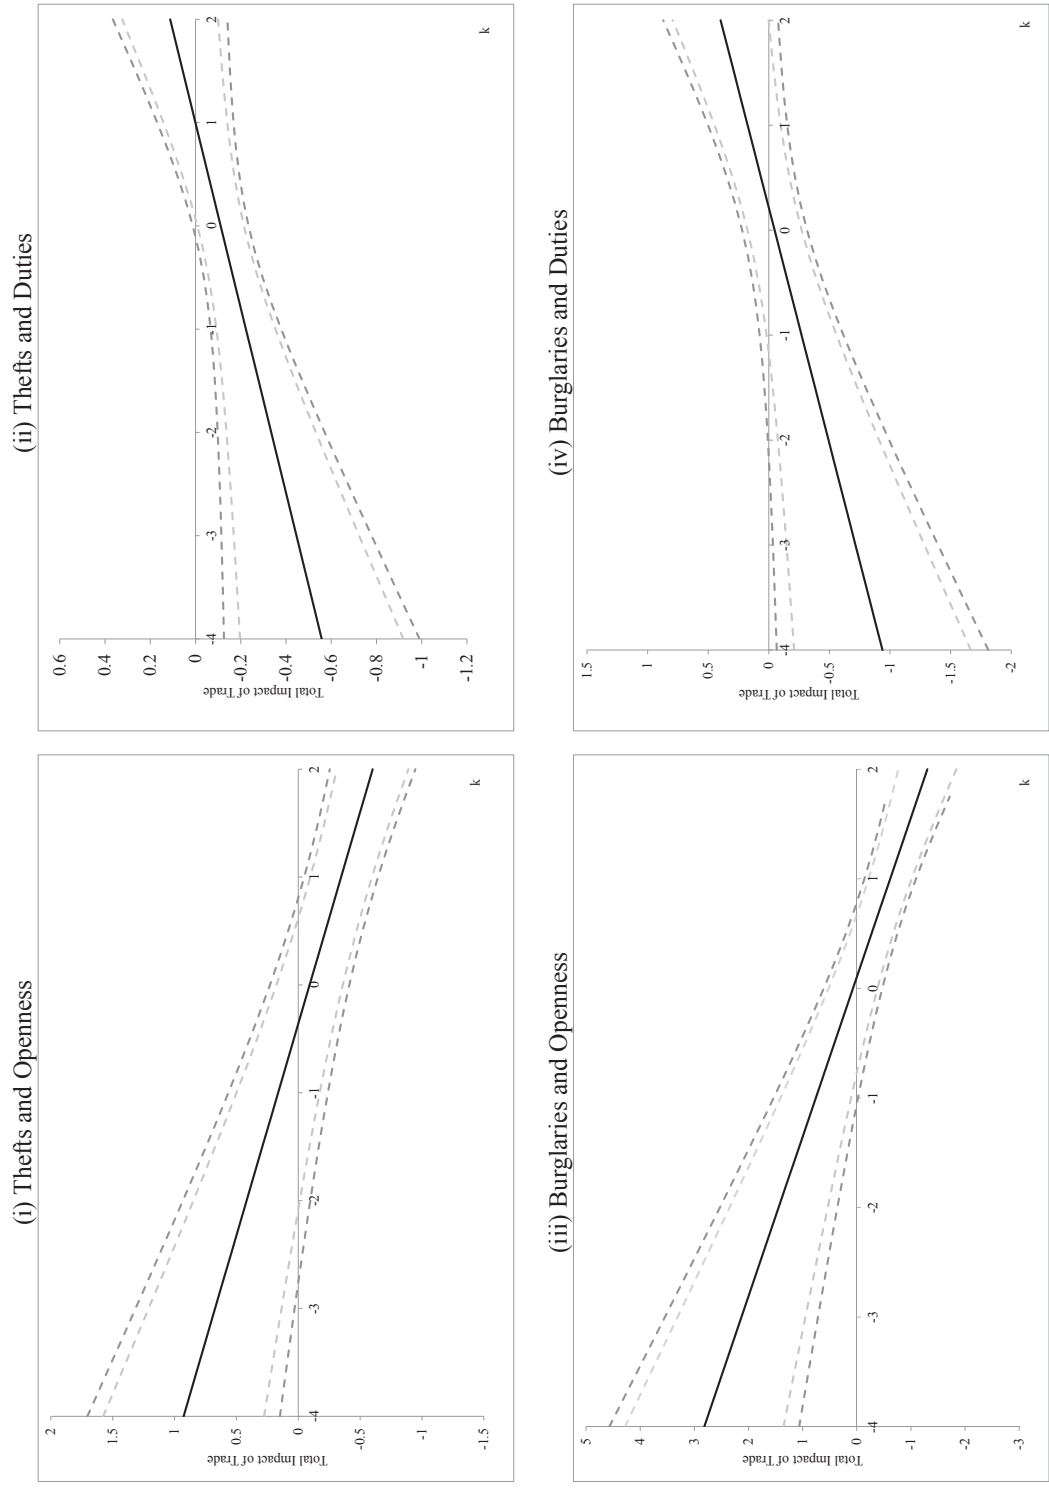 (i) Thefts and Openness
Total Impact of Trade
2
1.5
1
0.5
0
-0.5
-1
-1.5
-4 -3 -2 -1 0 1 2
k
(ii) Thefts and Duties
Total Impact of Trade
0.6
0.4
0.2
0
-0.2
-0.4
-0.6
-0.8
-1
-1.2
-4 -3 -2 -1 0 1 2
k
(iii) Burglaries and Openness
Total Impact of Trade
5
4
3
2
1
0
-1
-2
-3
-4 -3 -2 -1 0 1 2
k
(iv) Burglaries and Duties
Total Impact of Trade
1.5
1
0.5
0
-0.5
-1
-1.5
-2
-4 -3 -2 -1 0 1 2
k